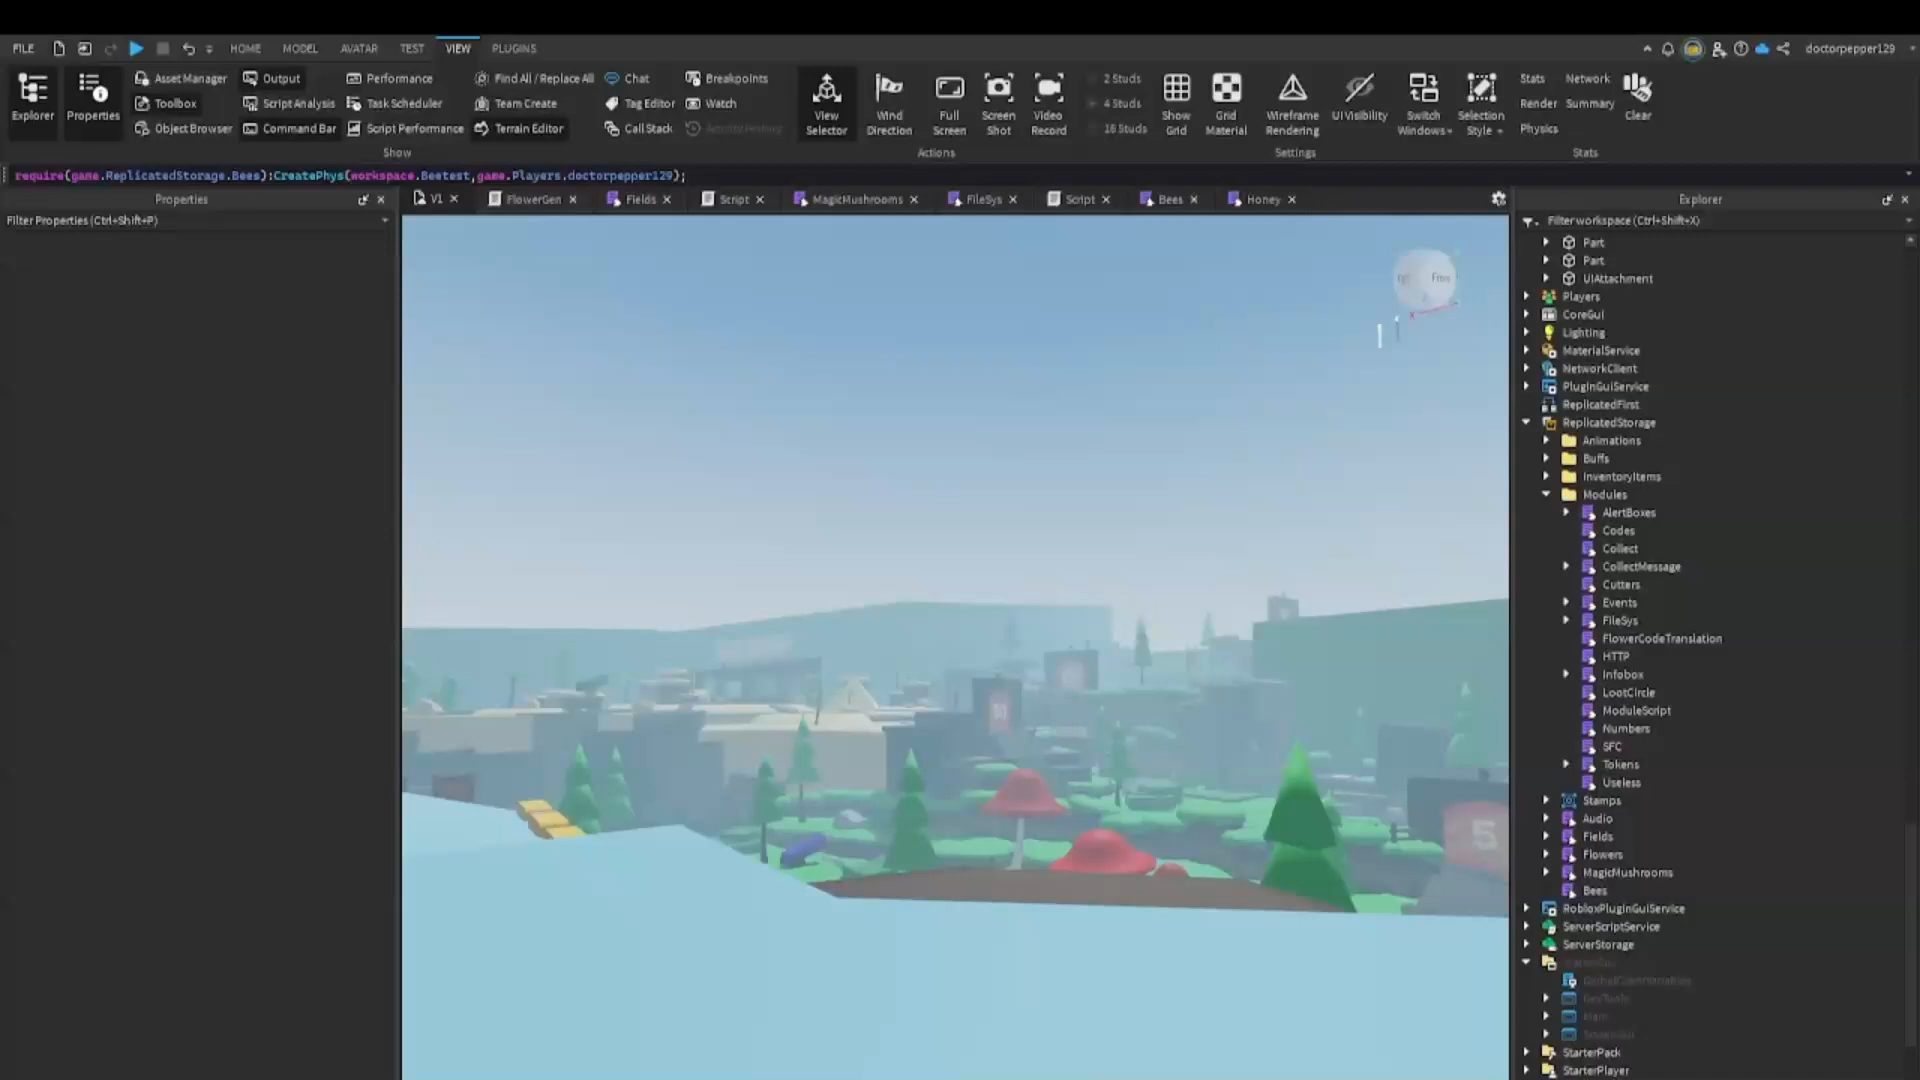 FILE HOME MODEL AVATAR TEST VIEW PLUGINS doctorpepper129
Explorer
Properties
Asset Manager
Toolbox
Object Browser
Output
Script Analysis
Command Bar
Performance
Task Scheduler
Script Performance
Find All / Replace All
Team Create
Terrain Editor
Chat
Tag Editor
Call Stack
Breakpoints
Watch
Show
View
Selector
Wind
Direction
Full
Screen
Screen
Shot
Video
Record
Actions
2 Studs
4 Studs
16 Studs
Show
Grid
Grid
Material
Wireframe
Rendering
UI Visibility
Switch
Windows
Selection
Style
Settings
Stats
Render
Physics
Network
Summary
Clear
Stats
require(game.ReplicatedStorage.Bees):CreatePhys(workspace.Beetest,game.Players.doctorpepper129);
Properties
Filter Properties (Ctrl+Shift+P)
V1 FlowerGen Fields Script MagicMushrooms FileSys Script Bees Honey
5
Explorer
Filter workspace (Ctrl+Shift+X)
Part
Part
UIAttachment
Players
CoreGui
Lighting
MaterialService
NetworkClient
PluginGuiService
ReplicatedFirst
ReplicatedStorage
Animations
Buffs
InventoryItems
Modules
AlertBoxes
Codes
Collect
CollectMessage
Cutters
Events
FileSys
FlowerCodeTranslation
HTTP
Infobox
LootCircle
ModuleScript
Numbers
SFC
Tokens
Useless
Stamps
Audio
Fields
Flowers
MagicMushrooms
Bees
RobloxPluginGuiService
ServerScriptService
ServerStorage
StarterPack
StarterPlayer